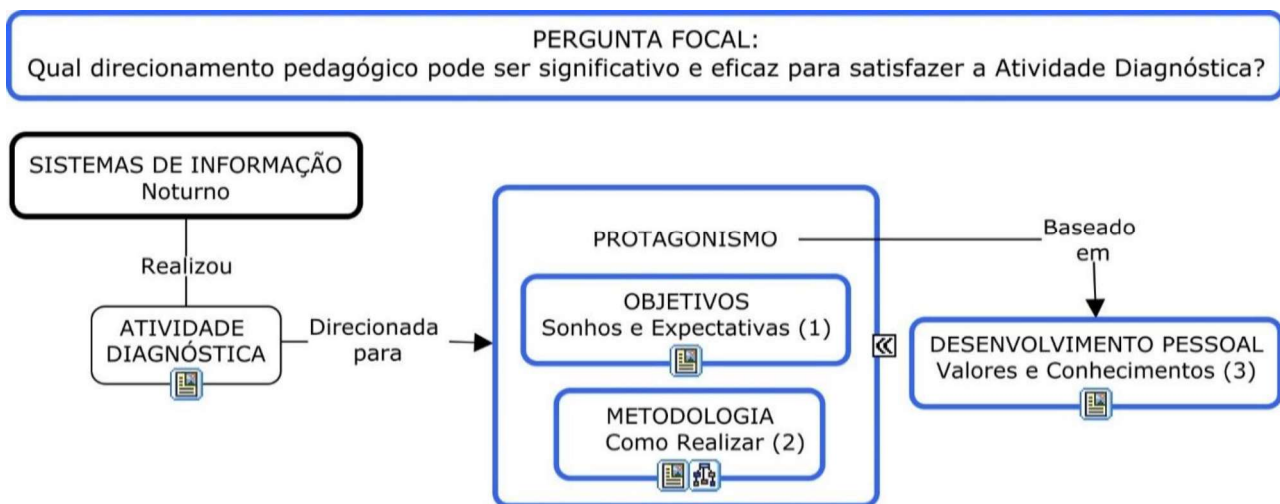 PERGUNTA FOCAL:
Qual direcionamento pedagógico pode ser significativo e eficaz para satisfazer a Atividade Diagnóstica?
SISTEMAS DE INFORMAÇÃO
Noturno
Realizou
ATIVIDADE
DIAGNÓSTICA
Direcionada
para
PROTAGONISMO
OBJETIVOS
Sonhos e Expectativas (1)
METODOLOGIA
Como Realizar (2)
Baseado
em
DESENVOLVIMENTO PESSOAL
Valores e Conhecimentos (3)